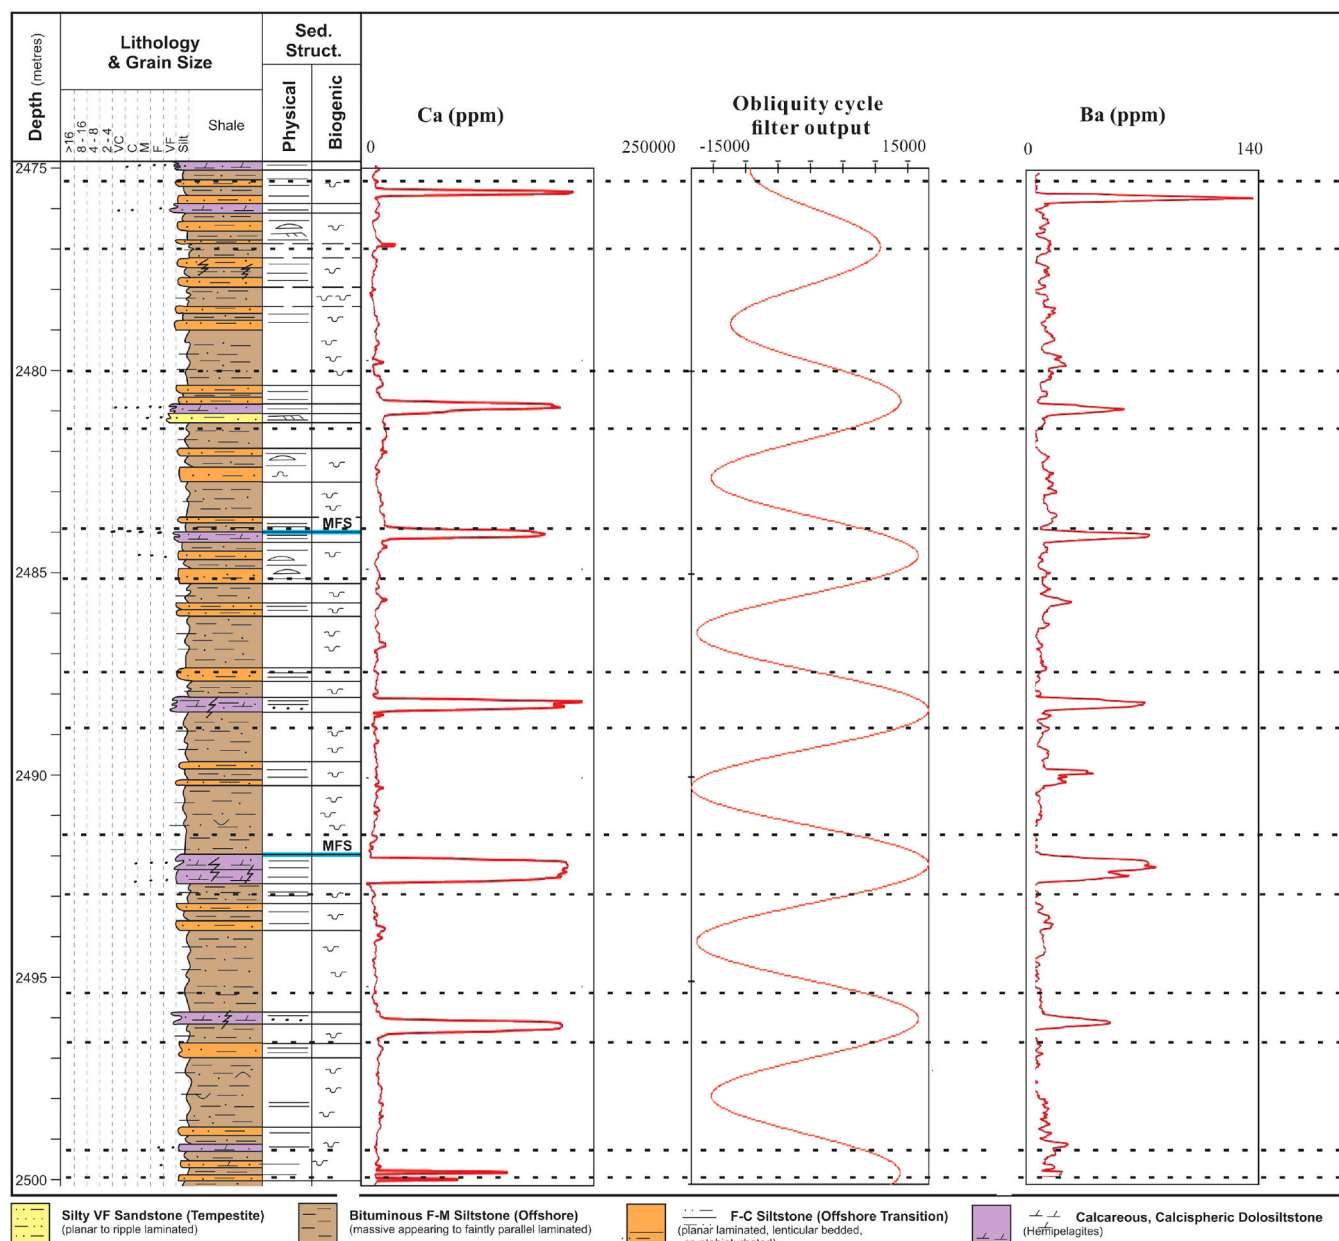 Depth (metres)
Lithology
& Grain Size
Sed.
Struct.
>16
8 - 16
4 - 8
2 - 4
VC
C
M
F
VF
Silt
Shale
Physical
Biogenic
Ca (ppm)
0 250000
Obliquity cycle
filter output
-15000 15000
Ba (ppm)
0 140
2475
2480
MFS
2485
2490
MFS
2495
2500
Silty VF Sandstone (Tempestite)
(planar to ripple laminated)
Bituminous F-M Siltstone (Offshore)
(massive appearing to faintly parallel laminated)
F-C Siltstone (Offshore Transition)
(planar laminated, lenticular bedded,
Calcareous, Calcispheric Dolosiltstone
(Hemipelagites)